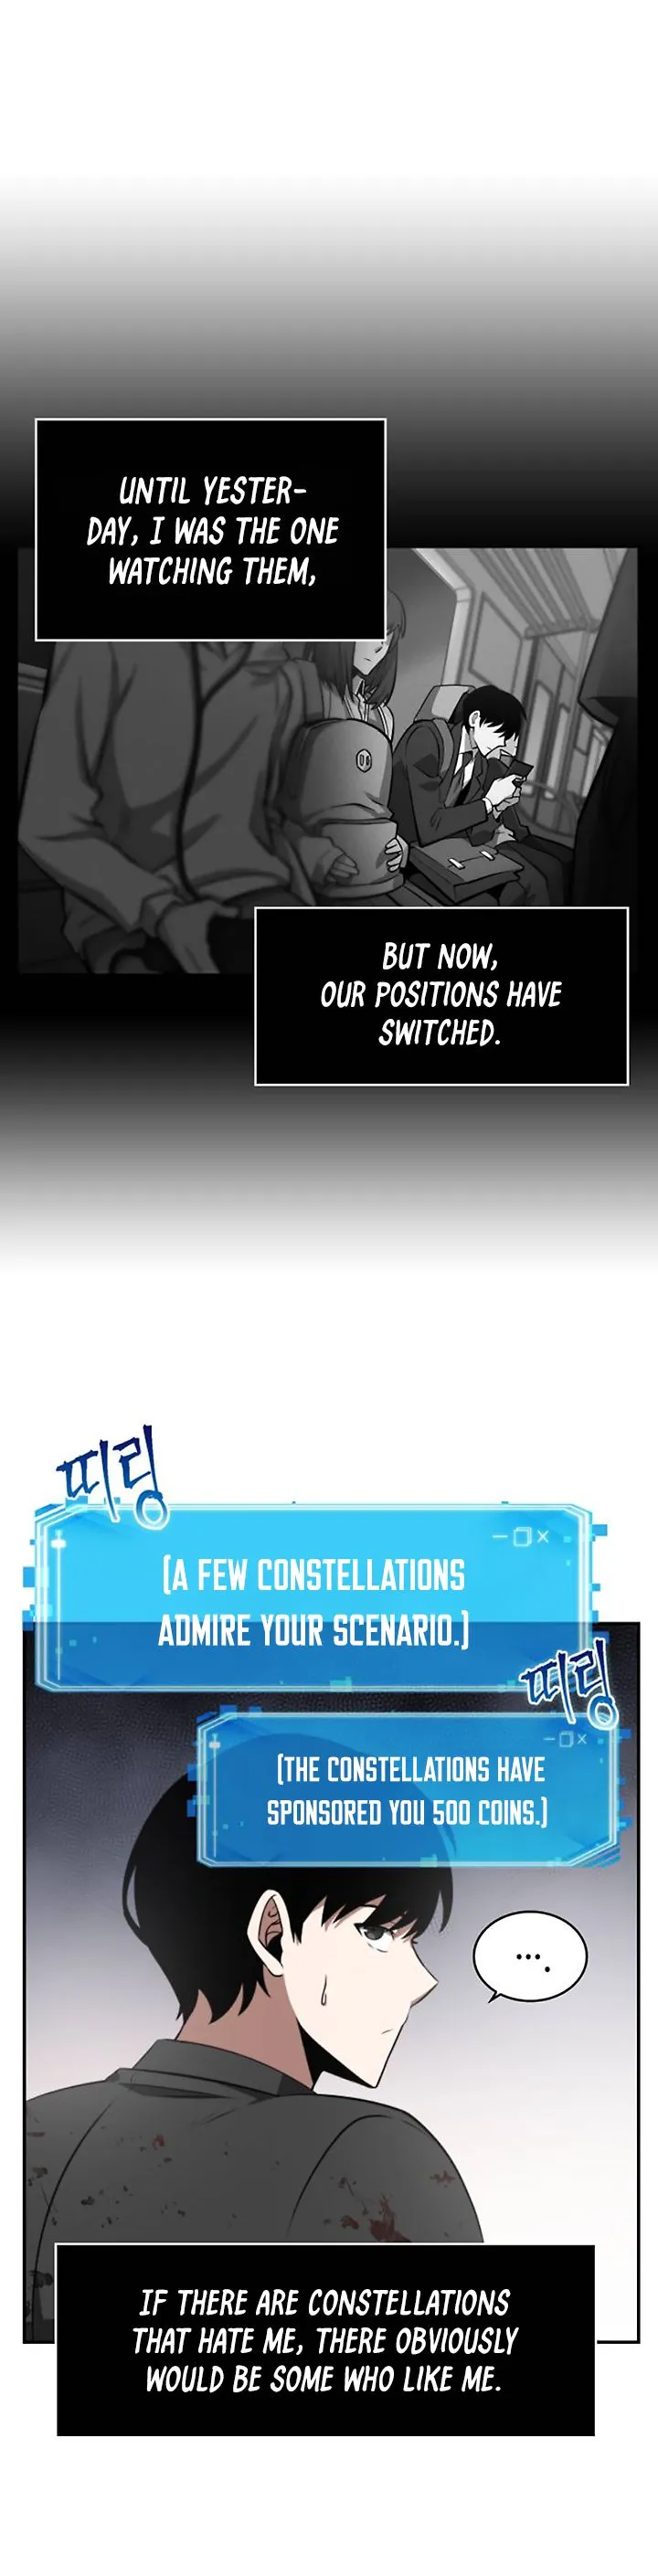 UNTIL YESTER-
DAY, I WAS THE ONE
WATCHING THEM,
BUT NOW,
OUR POSITIONS HAVE
SWITCHED.
띠링
(A FEW CONSTELLATIONS
ADMIRE YOUR SCENARIO.)
띠링
(THE CONSTELLATIONS HAVE
SPONSORED YOU 500 COINS.)
...
IF THERE ARE CONSTELLATIONS
THAT HATE ME, THERE OBVIOUSLY
WOULD BE SOME WHO LIKE ME.